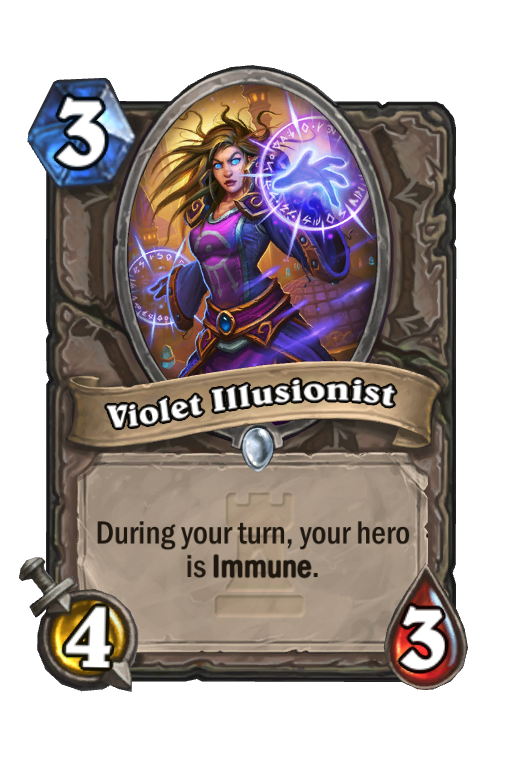 3
Violet Illusionist
During your turn, your hero
is Immune.
4
3